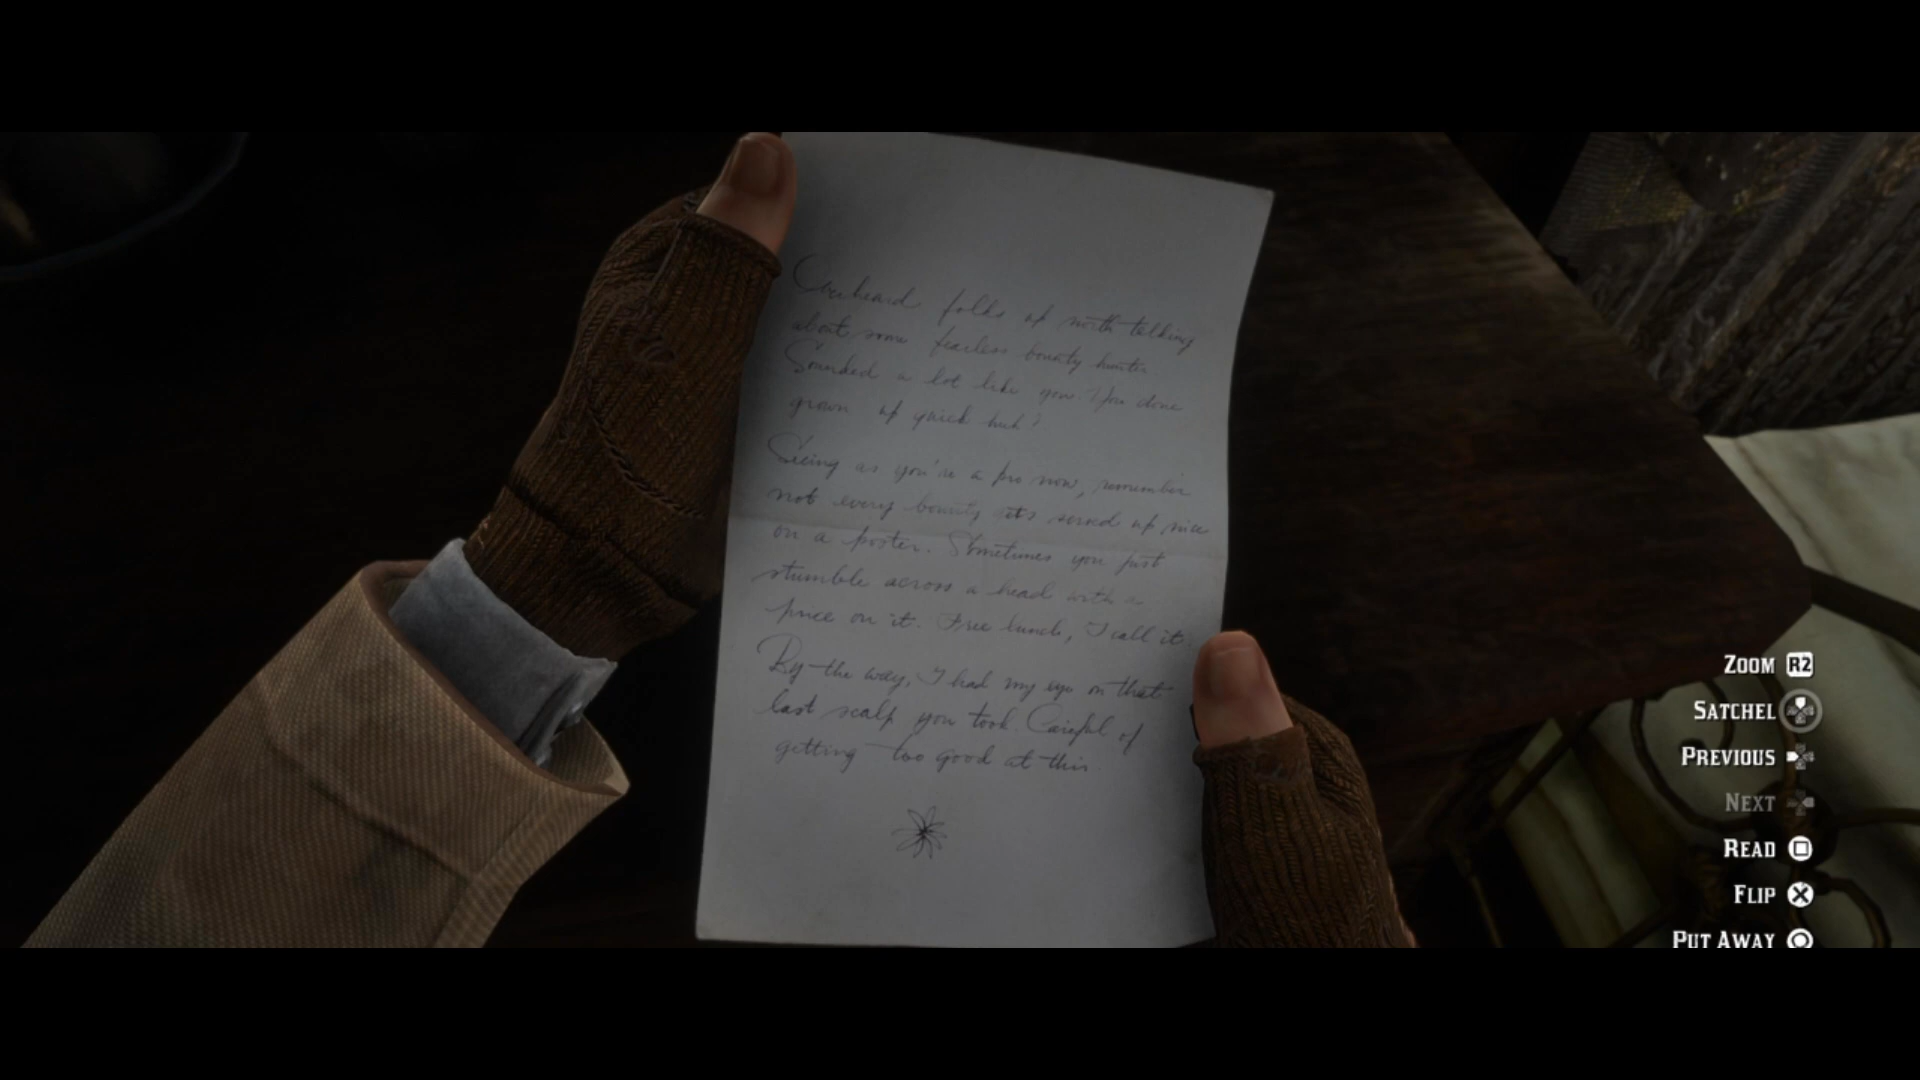 Overheard folks up north talking
about some fearless bounty hunter
Sounded a lot like you. You done
grown up quick huh?
Seeing as you're a pro now, remember
not every bounty gets served up nice
on a poster. Sometimes you just
stumble across a head with a
price on it. Free lunch, I call it.
By the way, I had my eye on that
last scalp you took. Careful of
getting too good at this.
ZOOM R2
SATCHEL
PREVIOUS
NEXT
READ
FLIP
PUT AWAY